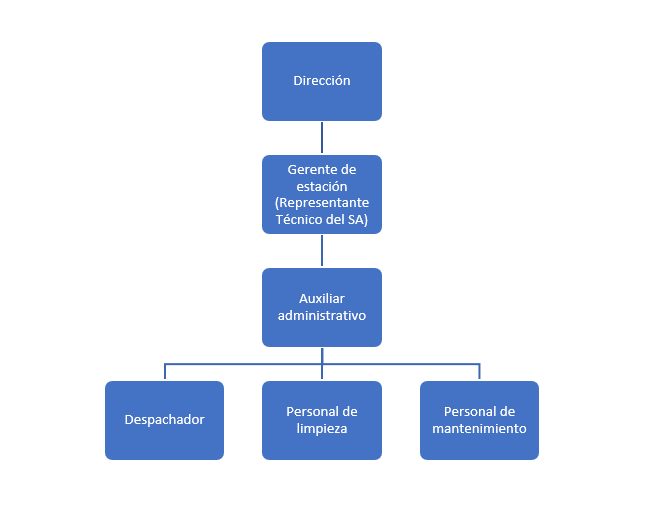 Dirección
Gerente de
estación
(Representante
Técnico del SA)
Auxiliar
administrativo
Despachador
Personal de
limpieza
Personal de
mantenimiento